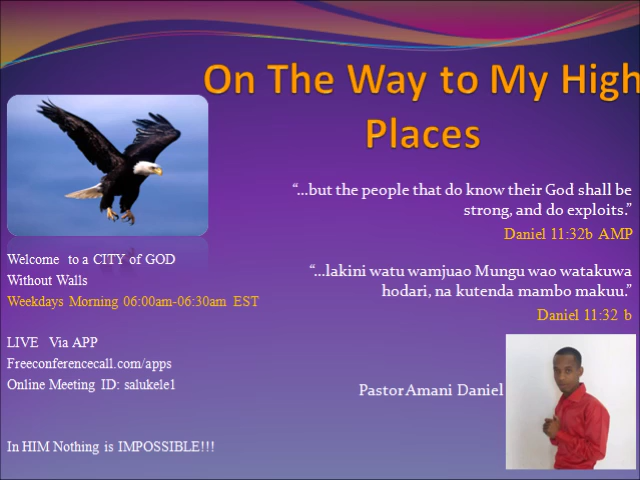 On The Way to My High
Places
“…but the people that do know their God shall be
strong, and do exploits.”
Daniel 11:32b AMP
“…lakini watu wamjuao Mungu wao watakuwa
hodari, na kutenda mambo makuu.”
Daniel 11:32 b
Welcome to a CITY of GOD
Without Walls
Weekdays Morning 06:00am-06:30am EST
LIVE Via APP
Freeconferencecall.com/apps
Online Meeting ID: salukele1
Pastor Amani Daniel
In HIM Nothing is IMPOSSIBLE!!!